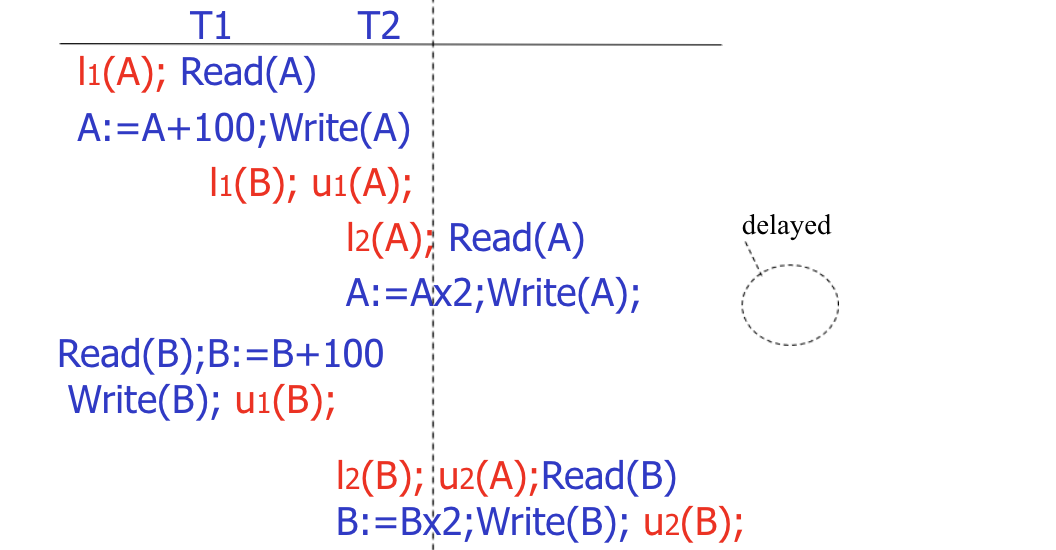 T1 T2
l1(A); Read(A)
A:=A+100;Write(A)
l1(B); u1(A);
l2(A); Read(A)
delayed
A:=Ax2;Write(A);
Read(B);B:=B+100
Write(B); u1(B);
l2(B); u2(A);Read(B)
B:=Bx2;Write(B); u2(B);